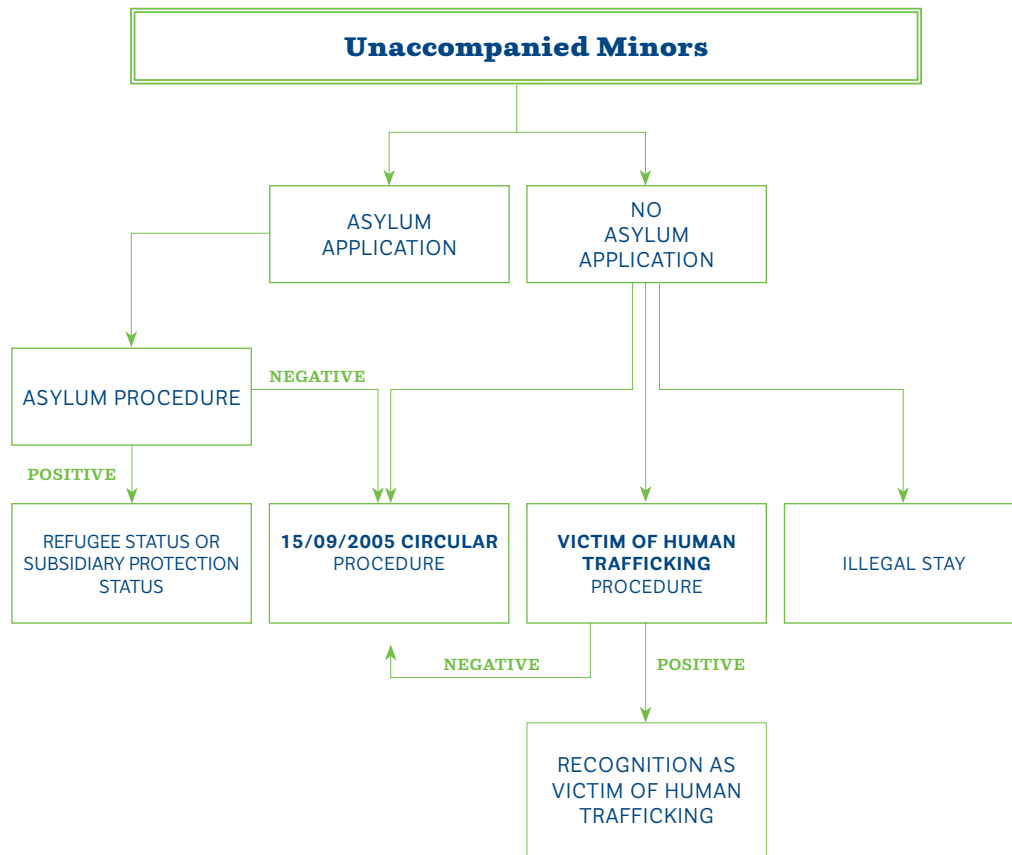 Unaccompanied Minors
ASYLUM
APPLICATION
NO
ASYLUM
APPLICATION
ASYLUM PROCEDURE
NEGATIVE
POSITIVE
REFUGEE STATUS OR
SUBSIDIARY PROTECTION
STATUS
15/09/2005 CIRCULAR
PROCEDURE
VICTIM OF HUMAN
TRAFFICKING
PROCEDURE
ILLEGAL STAY
NEGATIVE
POSITIVE
RECOGNITION AS
VICTIM OF HUMAN
TRAFFICKING